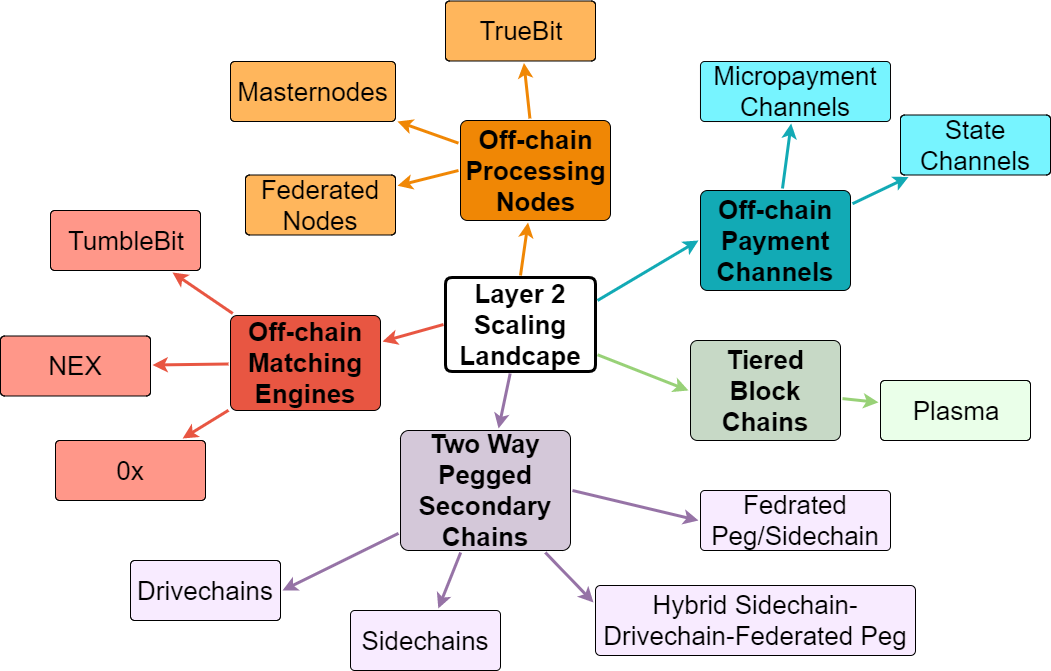 TrueBit
Masternodes
Micropayment
Channels
State
Channels
Off-chain
Processing
Nodes
Federated
Nodes
Off-chain
Payment
Channels
TumbleBit
Layer 2
Scaling
Landcape
Off-chain
Matching
Engines
NEX
Tiered
Block
Chains
Plasma
0x
Two Way
Pegged
Secondary
Chains
Fedrated
Peg/Sidechain
Drivechains
Sidechains
Hybrid Sidechain-
Drivechain-Federated Peg